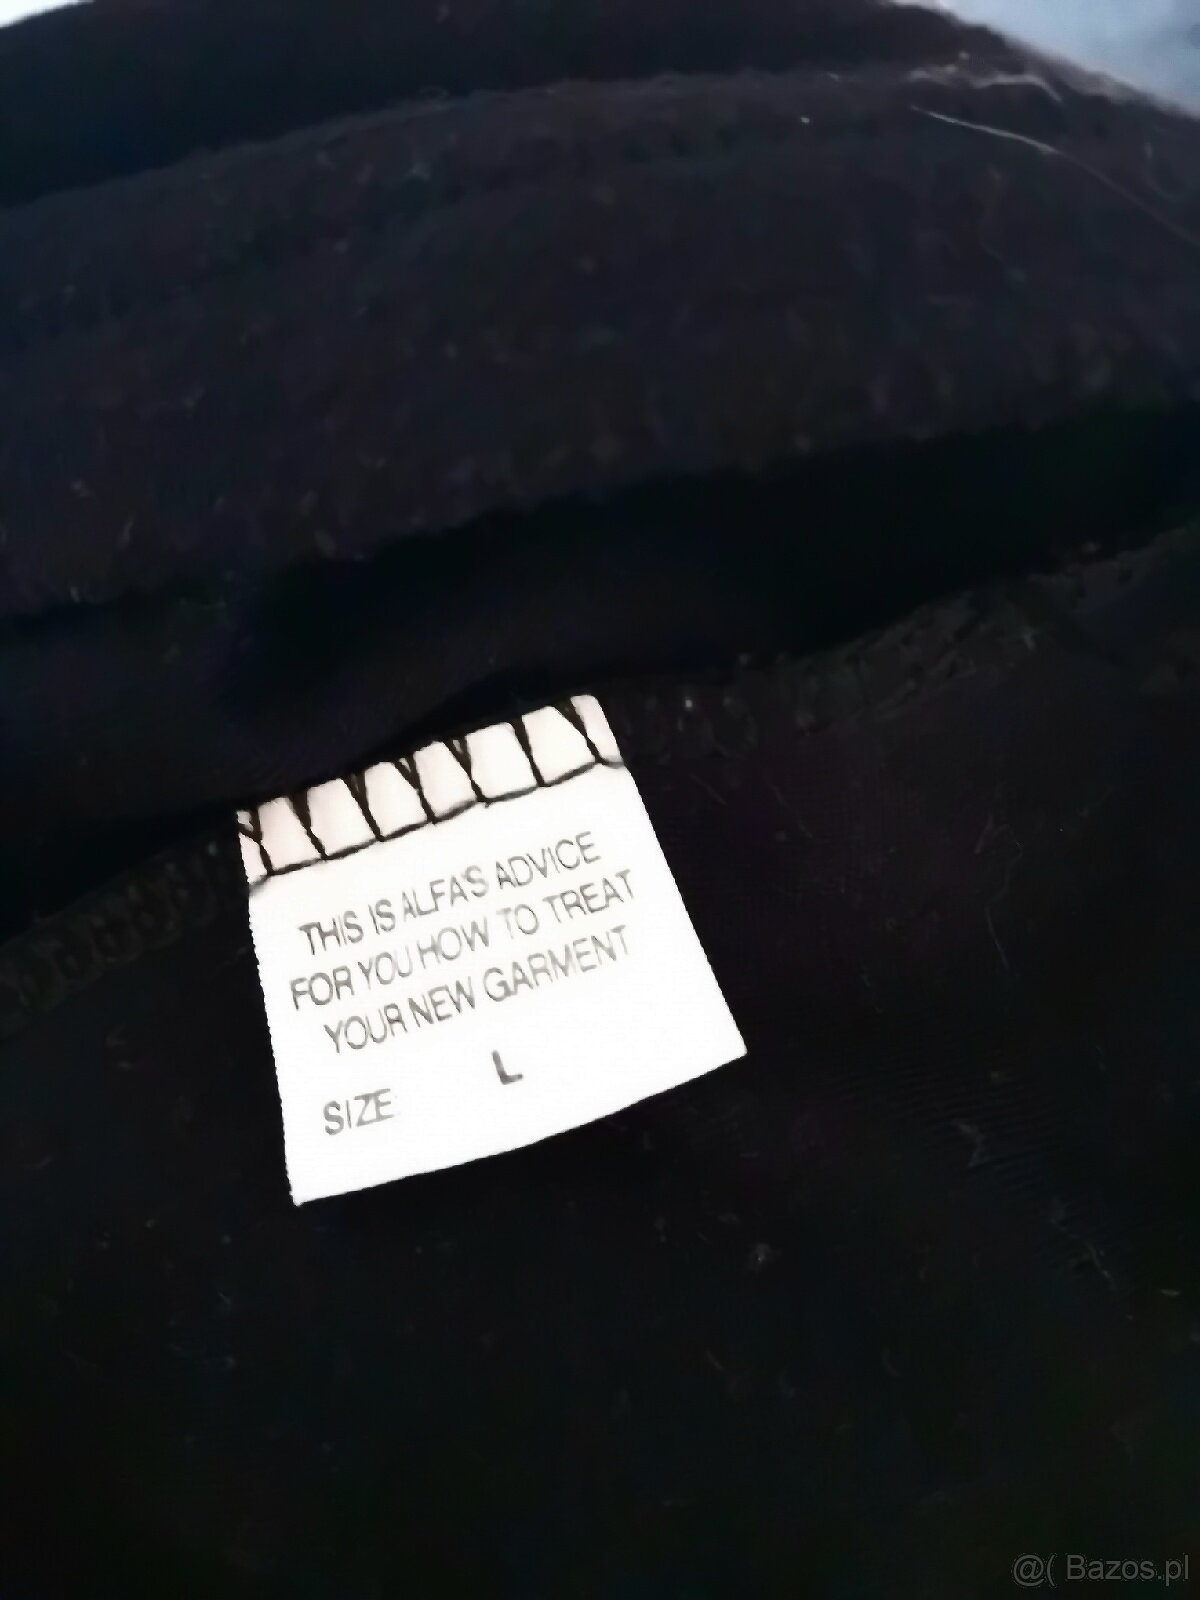 THIS IS ALFA'S ADVICE
FOR YOU HOW TO TREAT
YOUR NEW GARMENT
SIZE: L
@( Bazos.pl